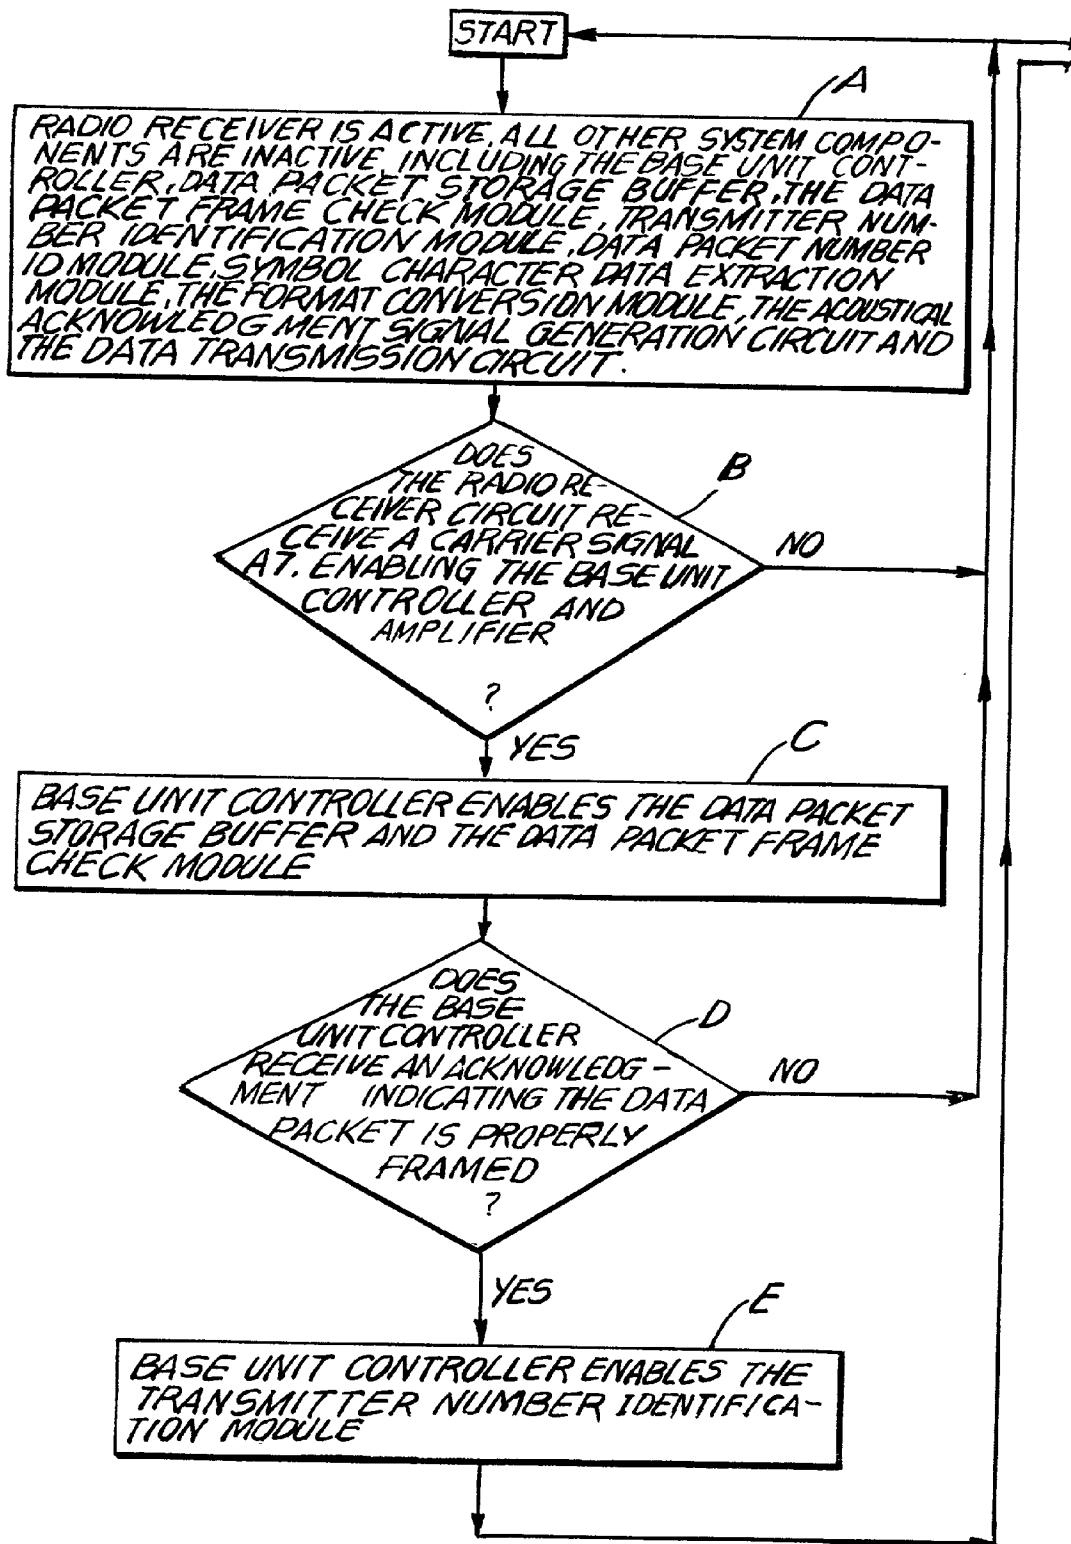 START
A
RADIO RECEIVER IS ACTIVE, ALL OTHER SYSTEM COMPO-
NENTS ARE INACTIVE INCLUDING THE BASE UNIT CONT-
ROLLER, DATA PACKET STORAGE BUFFER, THE DATA
PACKET FRAME CHECK MODULE, TRANSMITTER NUM-
BER IDENTIFICATION MODULE, DATA PACKET NUMBER
ID MODULE, SYMBOL CHARACTER DATA EXTRACTION
MODULE, THE FORMAT CONVERSION MODULE, THE ACOUSTICAL
ACKNOWLEDGMENT SIGNAL GENERATION CIRCUIT AND
THE DATA TRANSMISSION CIRCUIT.
B
DOES
THE RADIO RE-
CEIVER CIRCUIT RE-
CEIVE A CARRIER SIGNAL
A7. ENABLING THE BASE UNIT
CONTROLLER AND
AMPLIFIER
?
NO
YES
C
BASE UNIT CONTROLLER ENABLES THE DATA PACKET
STORAGE BUFFER AND THE DATA PACKET FRAME
CHECK MODULE
D
DOES
THE BASE
UNIT CONTROLLER
RECEIVE AN ACKNOWLEDG-
MENT INDICATING THE DATA
PACKET IS PROPERLY
FRAMED
?
NO
YES
E
BASE UNIT CONTROLLER ENABLES THE
TRANSMITTER NUMBER IDENTIFICA-
TION MODULE